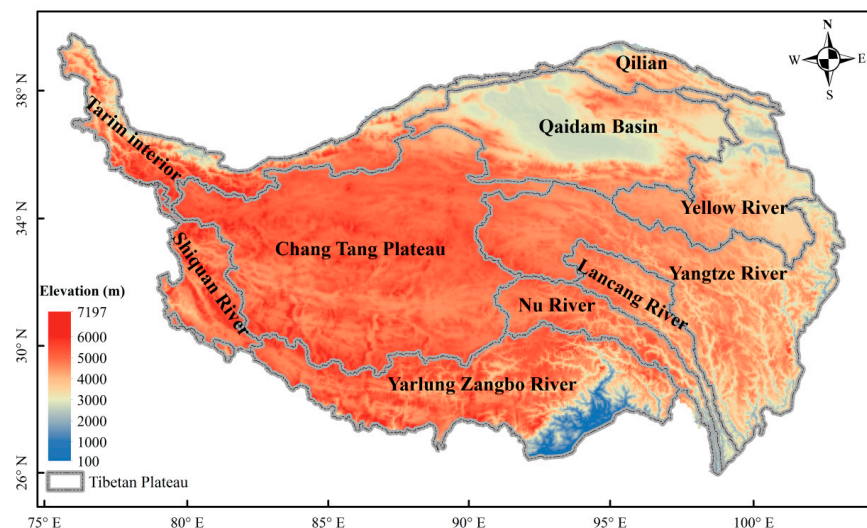 N
W E
S
38° N
34° N
30° N
26° N
Qilian
Qaidam Basin
Tarim interior
Yellow River
Chang Tang Plateau
Shiquan River
Yangtze River
Lancang River
Nu River
Yarlung Zangbo River
Elevation (m)
7197
6000
5000
4000
3000
2000
1000
100
Tibetan Plateau
75° E 80° E 85° E 90° E 95° E 100° E